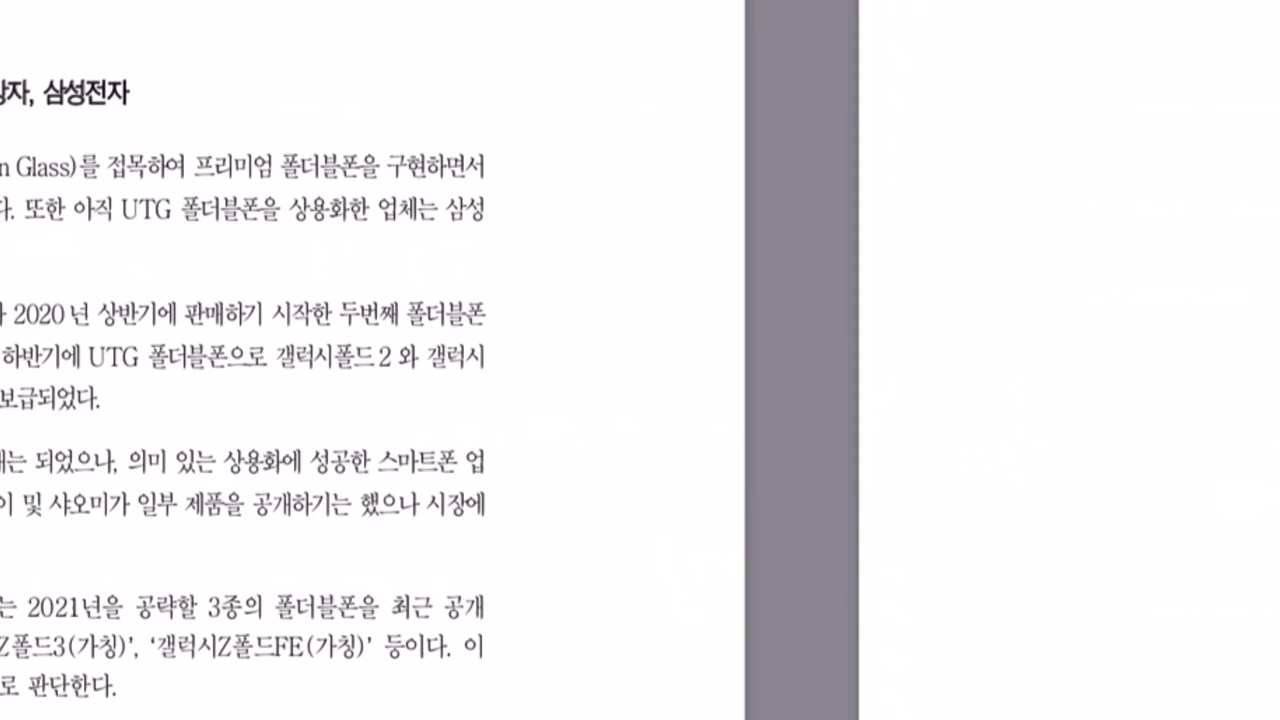 자, 삼성전자
Glass)를 접목하여 프리미엄 폴더블폰을 구현하면서
다. 또한 아직 UTG 폴더블폰을 상용화한 업체는 삼성
2020년 상반기에 판매하기 시작한 두번째 폴더블폰
하반기에 UTG 폴더블폰으로 갤럭시폴드2 와 갤럭시
보급되었다.
되었으나, 의미 있는 상용화에 성공한 스마트폰 업
이 및 샤오미가 일부 제품을 공개하기는 했으나 시장에
는 2021년을 공략할 3종의 폴더블폰을 최근 공개
Z폴드3(가칭)’, ‘갤럭시Z폴드FE(가칭)’ 등이다. 이
로 판단한다.